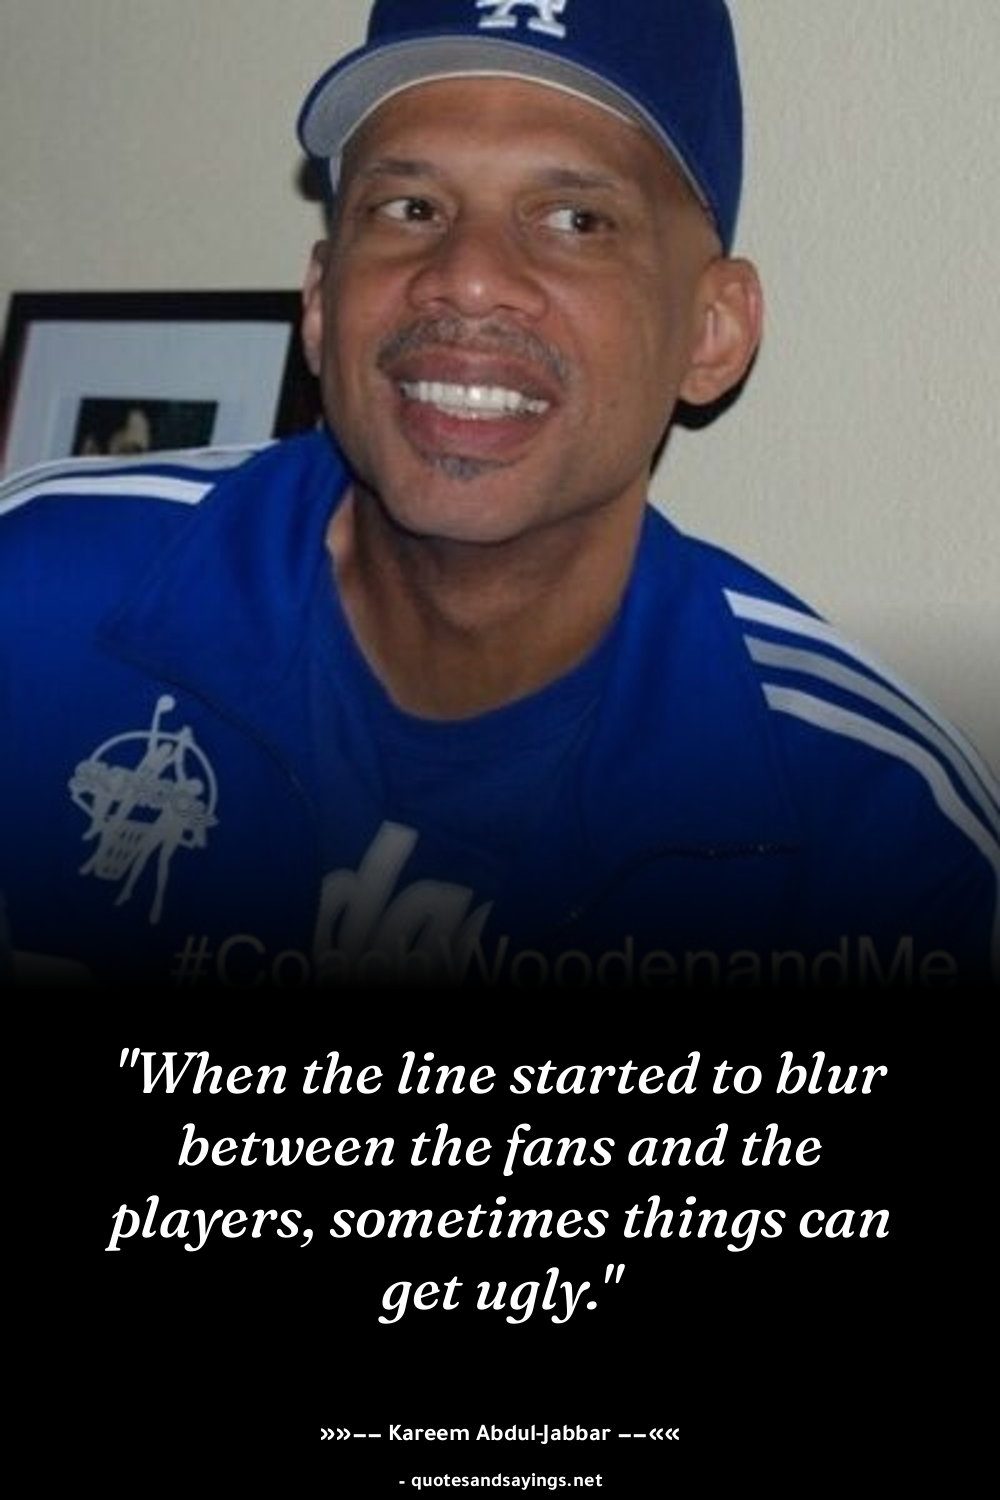 #CoachWoodenandMe
"When the line started to blur
between the fans and the
players, sometimes things can
get ugly."
»»−− Kareem Abdul-Jabbar −−««
- quotesandsayings.net